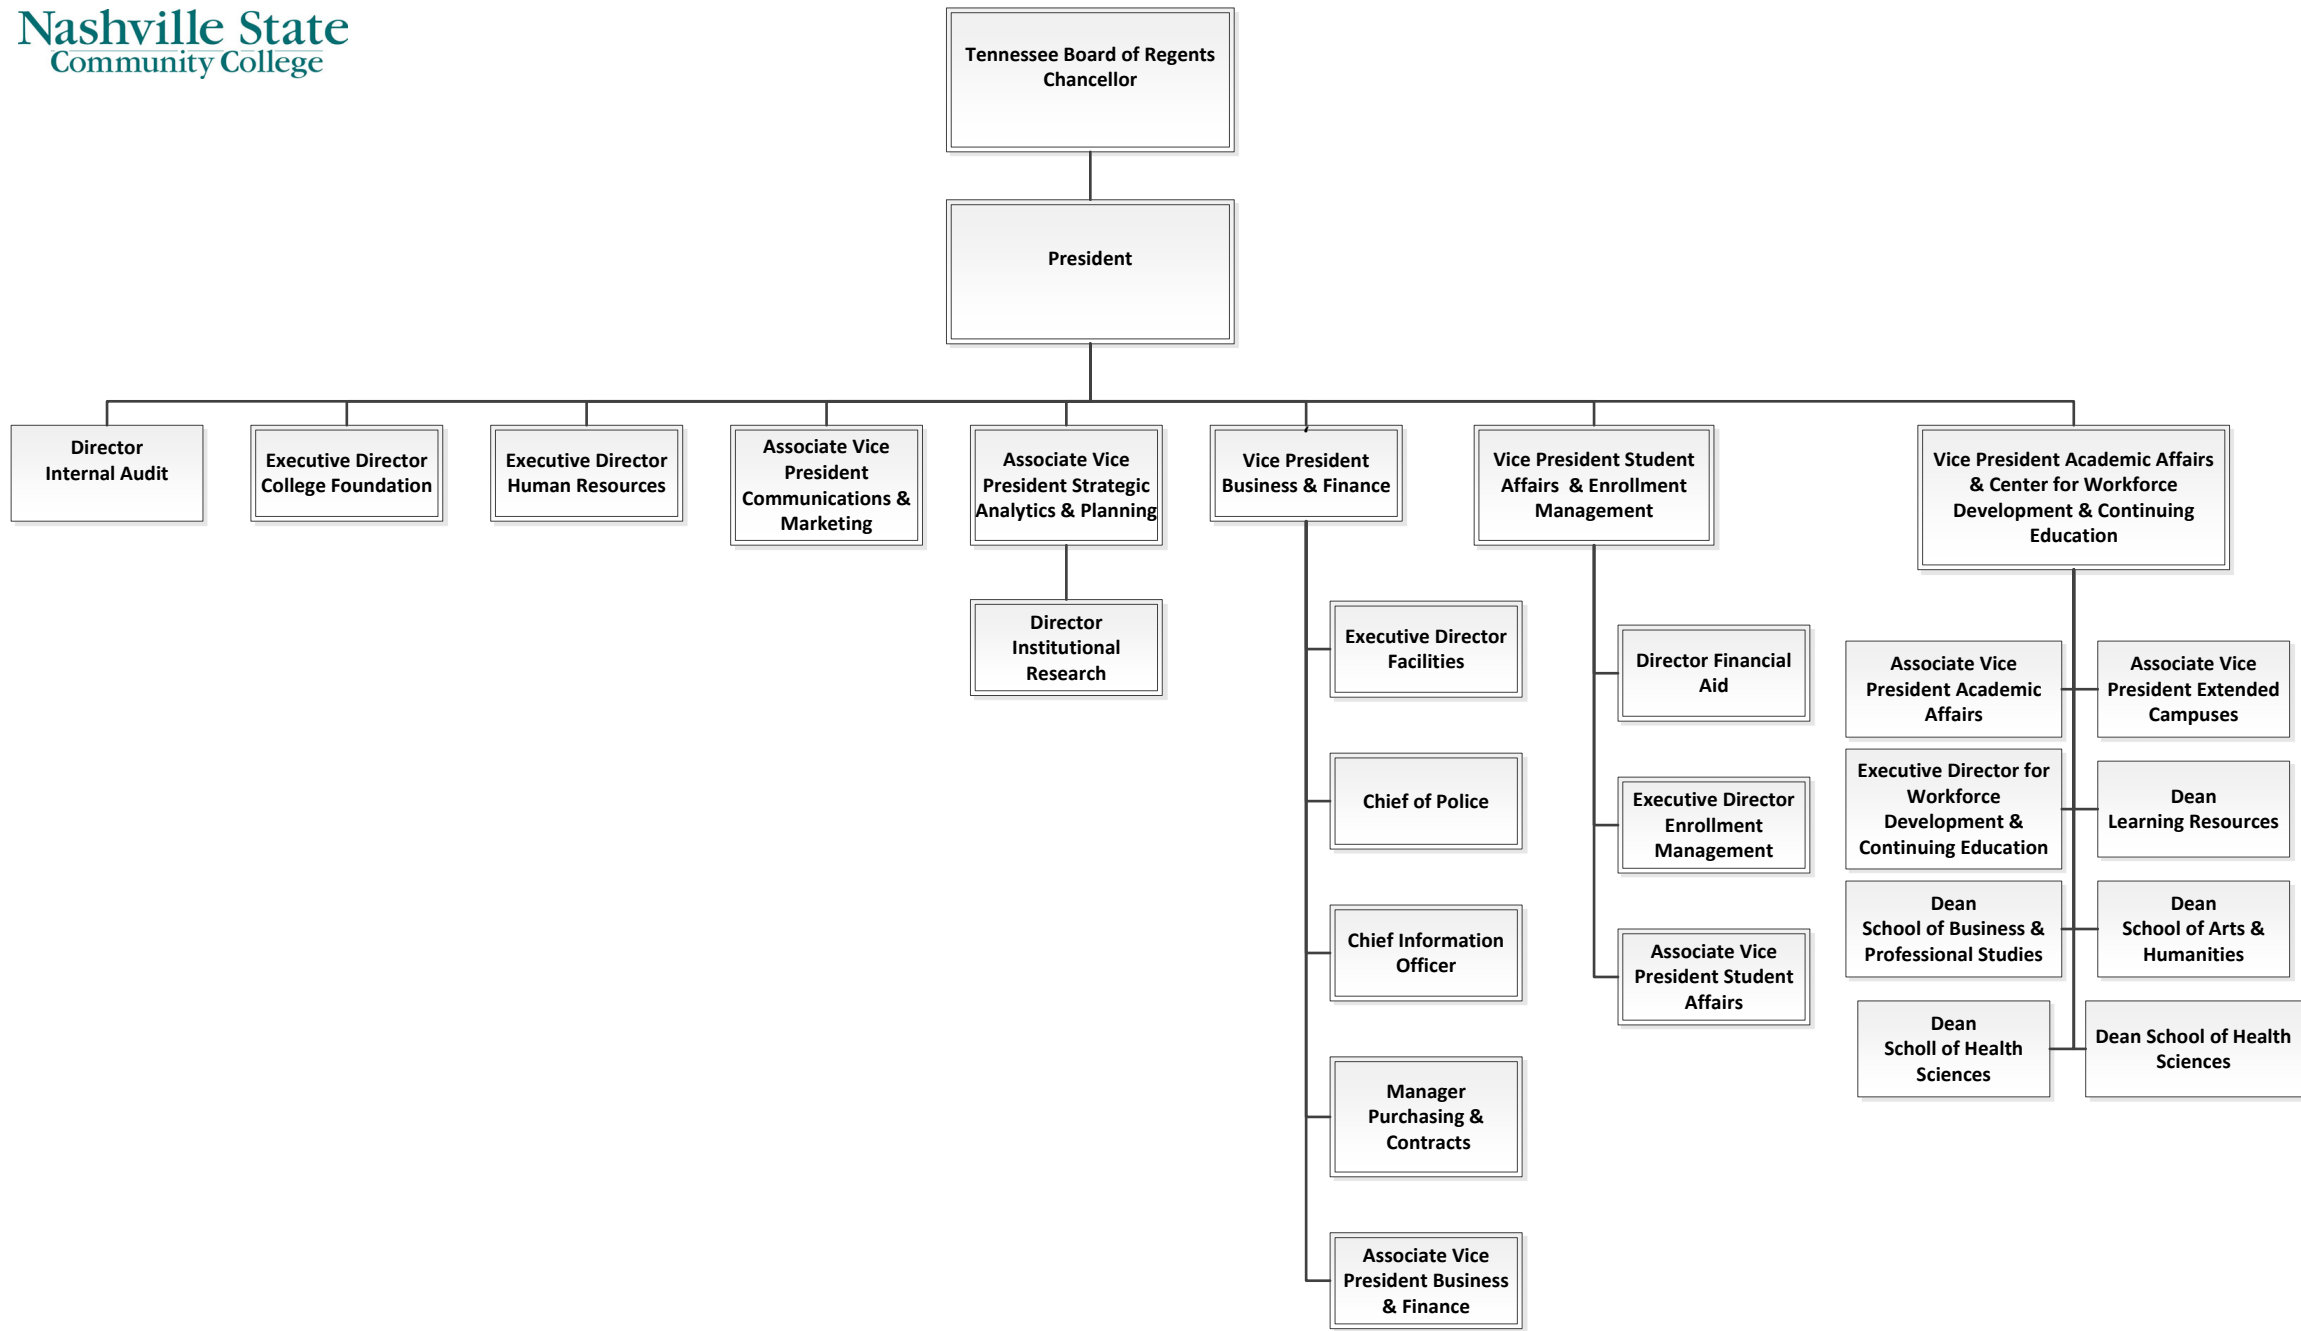 Nashville State
Community College
Tennessee Board of Regents
Chancellor
President
Director
Internal Audit
Executive Director
College Foundation
Executive Director
Human Resources
Associate Vice
President
Communications &
Marketing
Associate Vice
President Strategic
Analytics & Planning
Vice President
Business & Finance
Vice President Student
Affairs & Enrollment
Management
Vice President Academic Affairs
& Center for Workforce
Development & Continuing
Education
Director
Institutional
Research
Executive Director
Facilities
Chief of Police
Chief Information
Officer
Manager
Purchasing &
Contracts
Associate Vice
President Business
& Finance
Director Financial
Aid
Executive Director
Enrollment
Management
Associate Vice
President Student
Affairs
Associate Vice
President Academic
Affairs
Associate Vice
President Extended
Campuses
Executive Director for
Workforce
Development &
Continuing Education
Dean
Learning Resources
Dean
School of Business &
Professional Studies
Dean
School of Arts &
Humanities
Dean
Scholl of Health
Sciences
Dean School of Health
Sciences